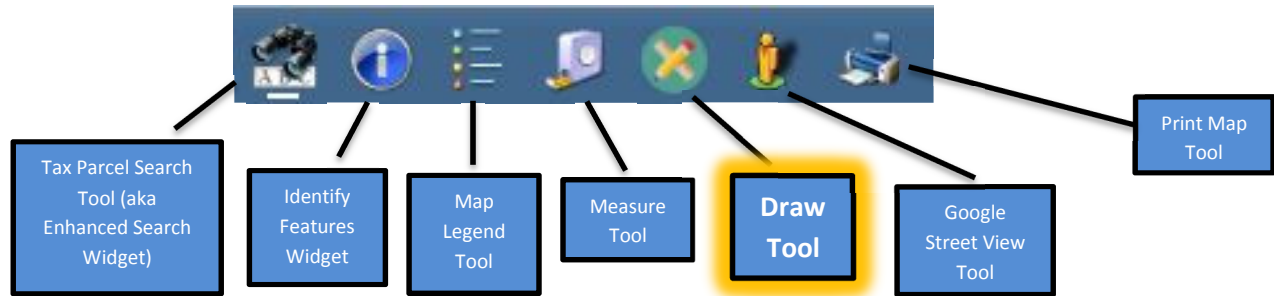 Tax Parcel Search
Tool (aka
Enhanced Search
Widget)
Identify
Features
Widget
Map
Legend
Tool
Measure
Tool
Draw
Tool
Google
Street View
Tool
Print Map
Tool